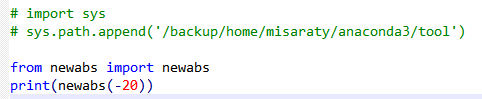 # import sys
# sys.path.append('/backup/home/misaraty/anaconda3/tool')
from newabs import newabs
print(newabs(-20))